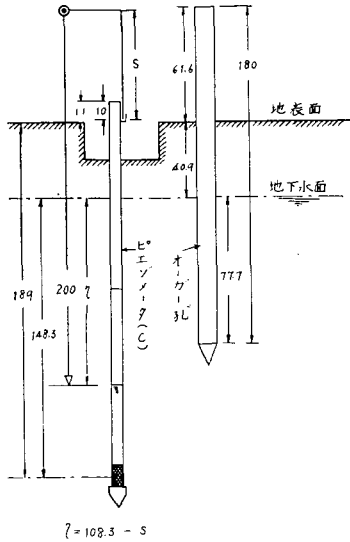 S
61.6
180
11
10
地表面
40.9
地下水面
189
148.3
200
η
ピエゾメータ(C)
オーガー孔
77.7
η=108.3 - S